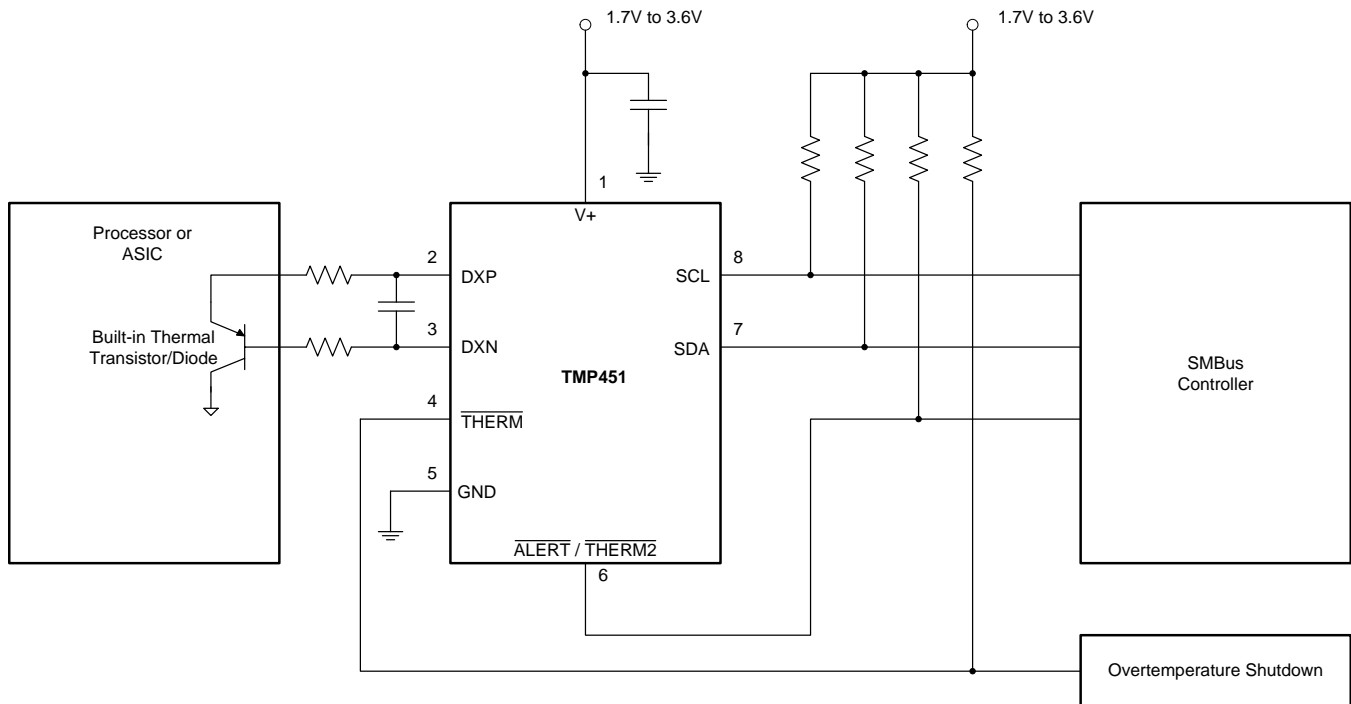 1.7V to 3.6V
1.7V to 3.6V
1
V+
Processor or
ASIC
Built-in Thermal
Transistor/Diode
2
DXP
3
DXN
TMP451
4
THERM
5
GND
ALERT / THERM2
6
SCL
8
SDA
7
SMBus
Controller
Overtemperature Shutdown